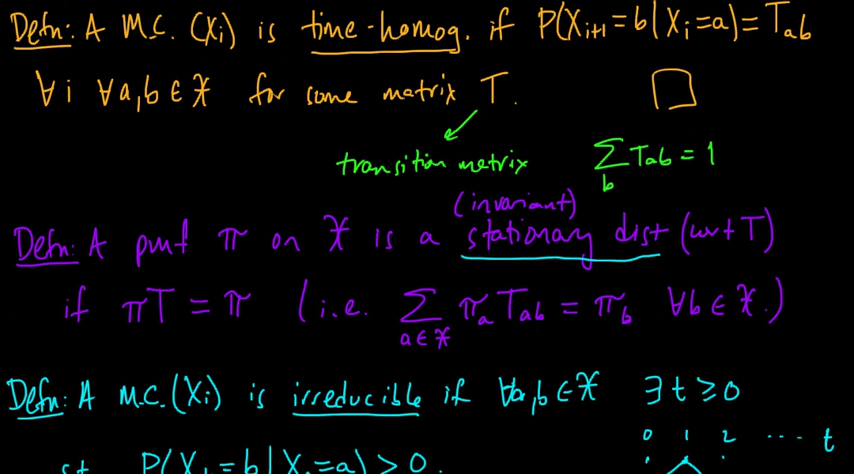 Defn: A M.C. (Xi) is time-homog. if P(Xi+1 = b | Xi = a) = Tab
∀ i ∀ a, b ∈ X for some matrix T. □
transition matrix ∑b Tab = 1
(invariant)
Defn: A pmf π on X is a stationary dist (wrt T)
if πT = π (i.e. ∑a∈X πa Tab = πb ∀b ∈ X.)
Defn: A M.C. (Xi) is irreducible if ∀a, b ∈ X ∃ t ≥ 0
0 1 2 ... t
st. P( = b | = a) > 0.